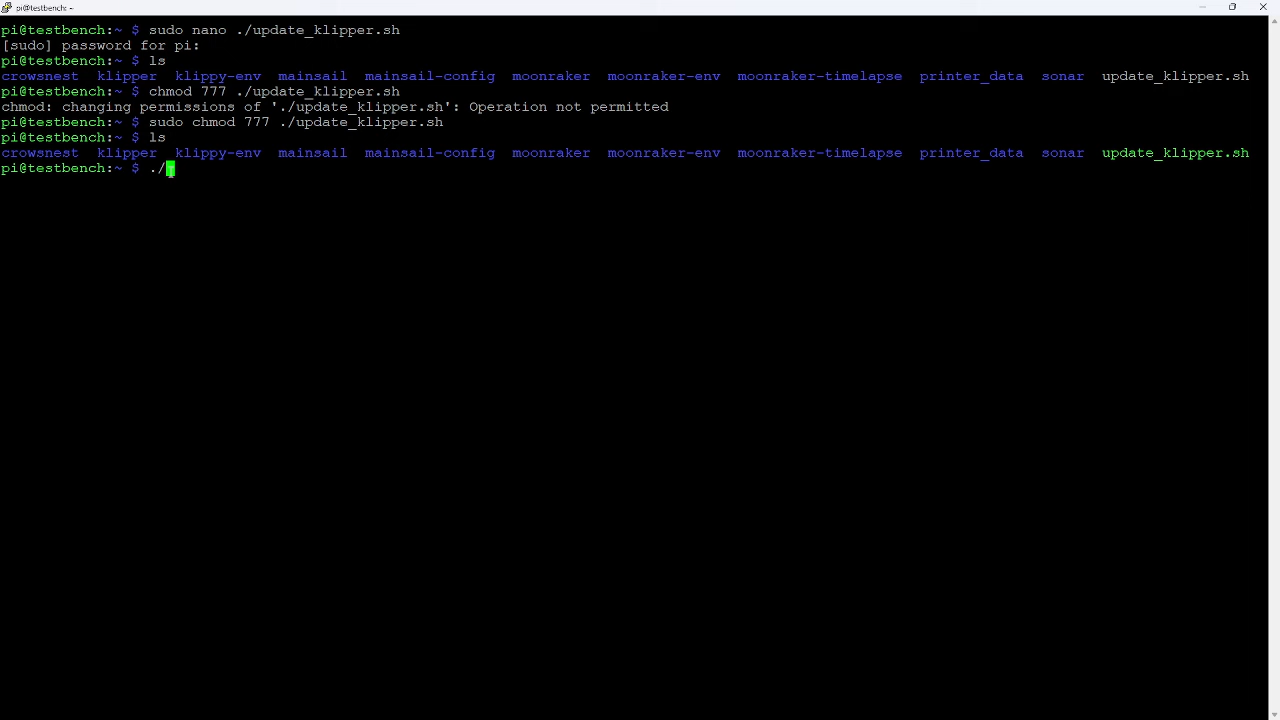 pi@testbench: ~
pi@testbench:~ $ sudo nano ./update_klipper.sh
[sudo] password for pi:
pi@testbench:~ $ ls
crowsnest  klipper  klippy-env  mainsail  mainsail-config  moonraker  moonraker-env  moonraker-timelapse  printer_data  sonar  update_klipper.sh
pi@testbench:~ $ chmod 777 ./update_klipper.sh
chmod: changing permissions of './update_klipper.sh': Operation not permitted
pi@testbench:~ $ sudo chmod 777 ./update_klipper.sh
pi@testbench:~ $ ls
crowsnest  klipper  klippy-env  mainsail  mainsail-config  moonraker  moonraker-env  moonraker-timelapse  printer_data  sonar  update_klipper.sh
pi@testbench:~ $ ./